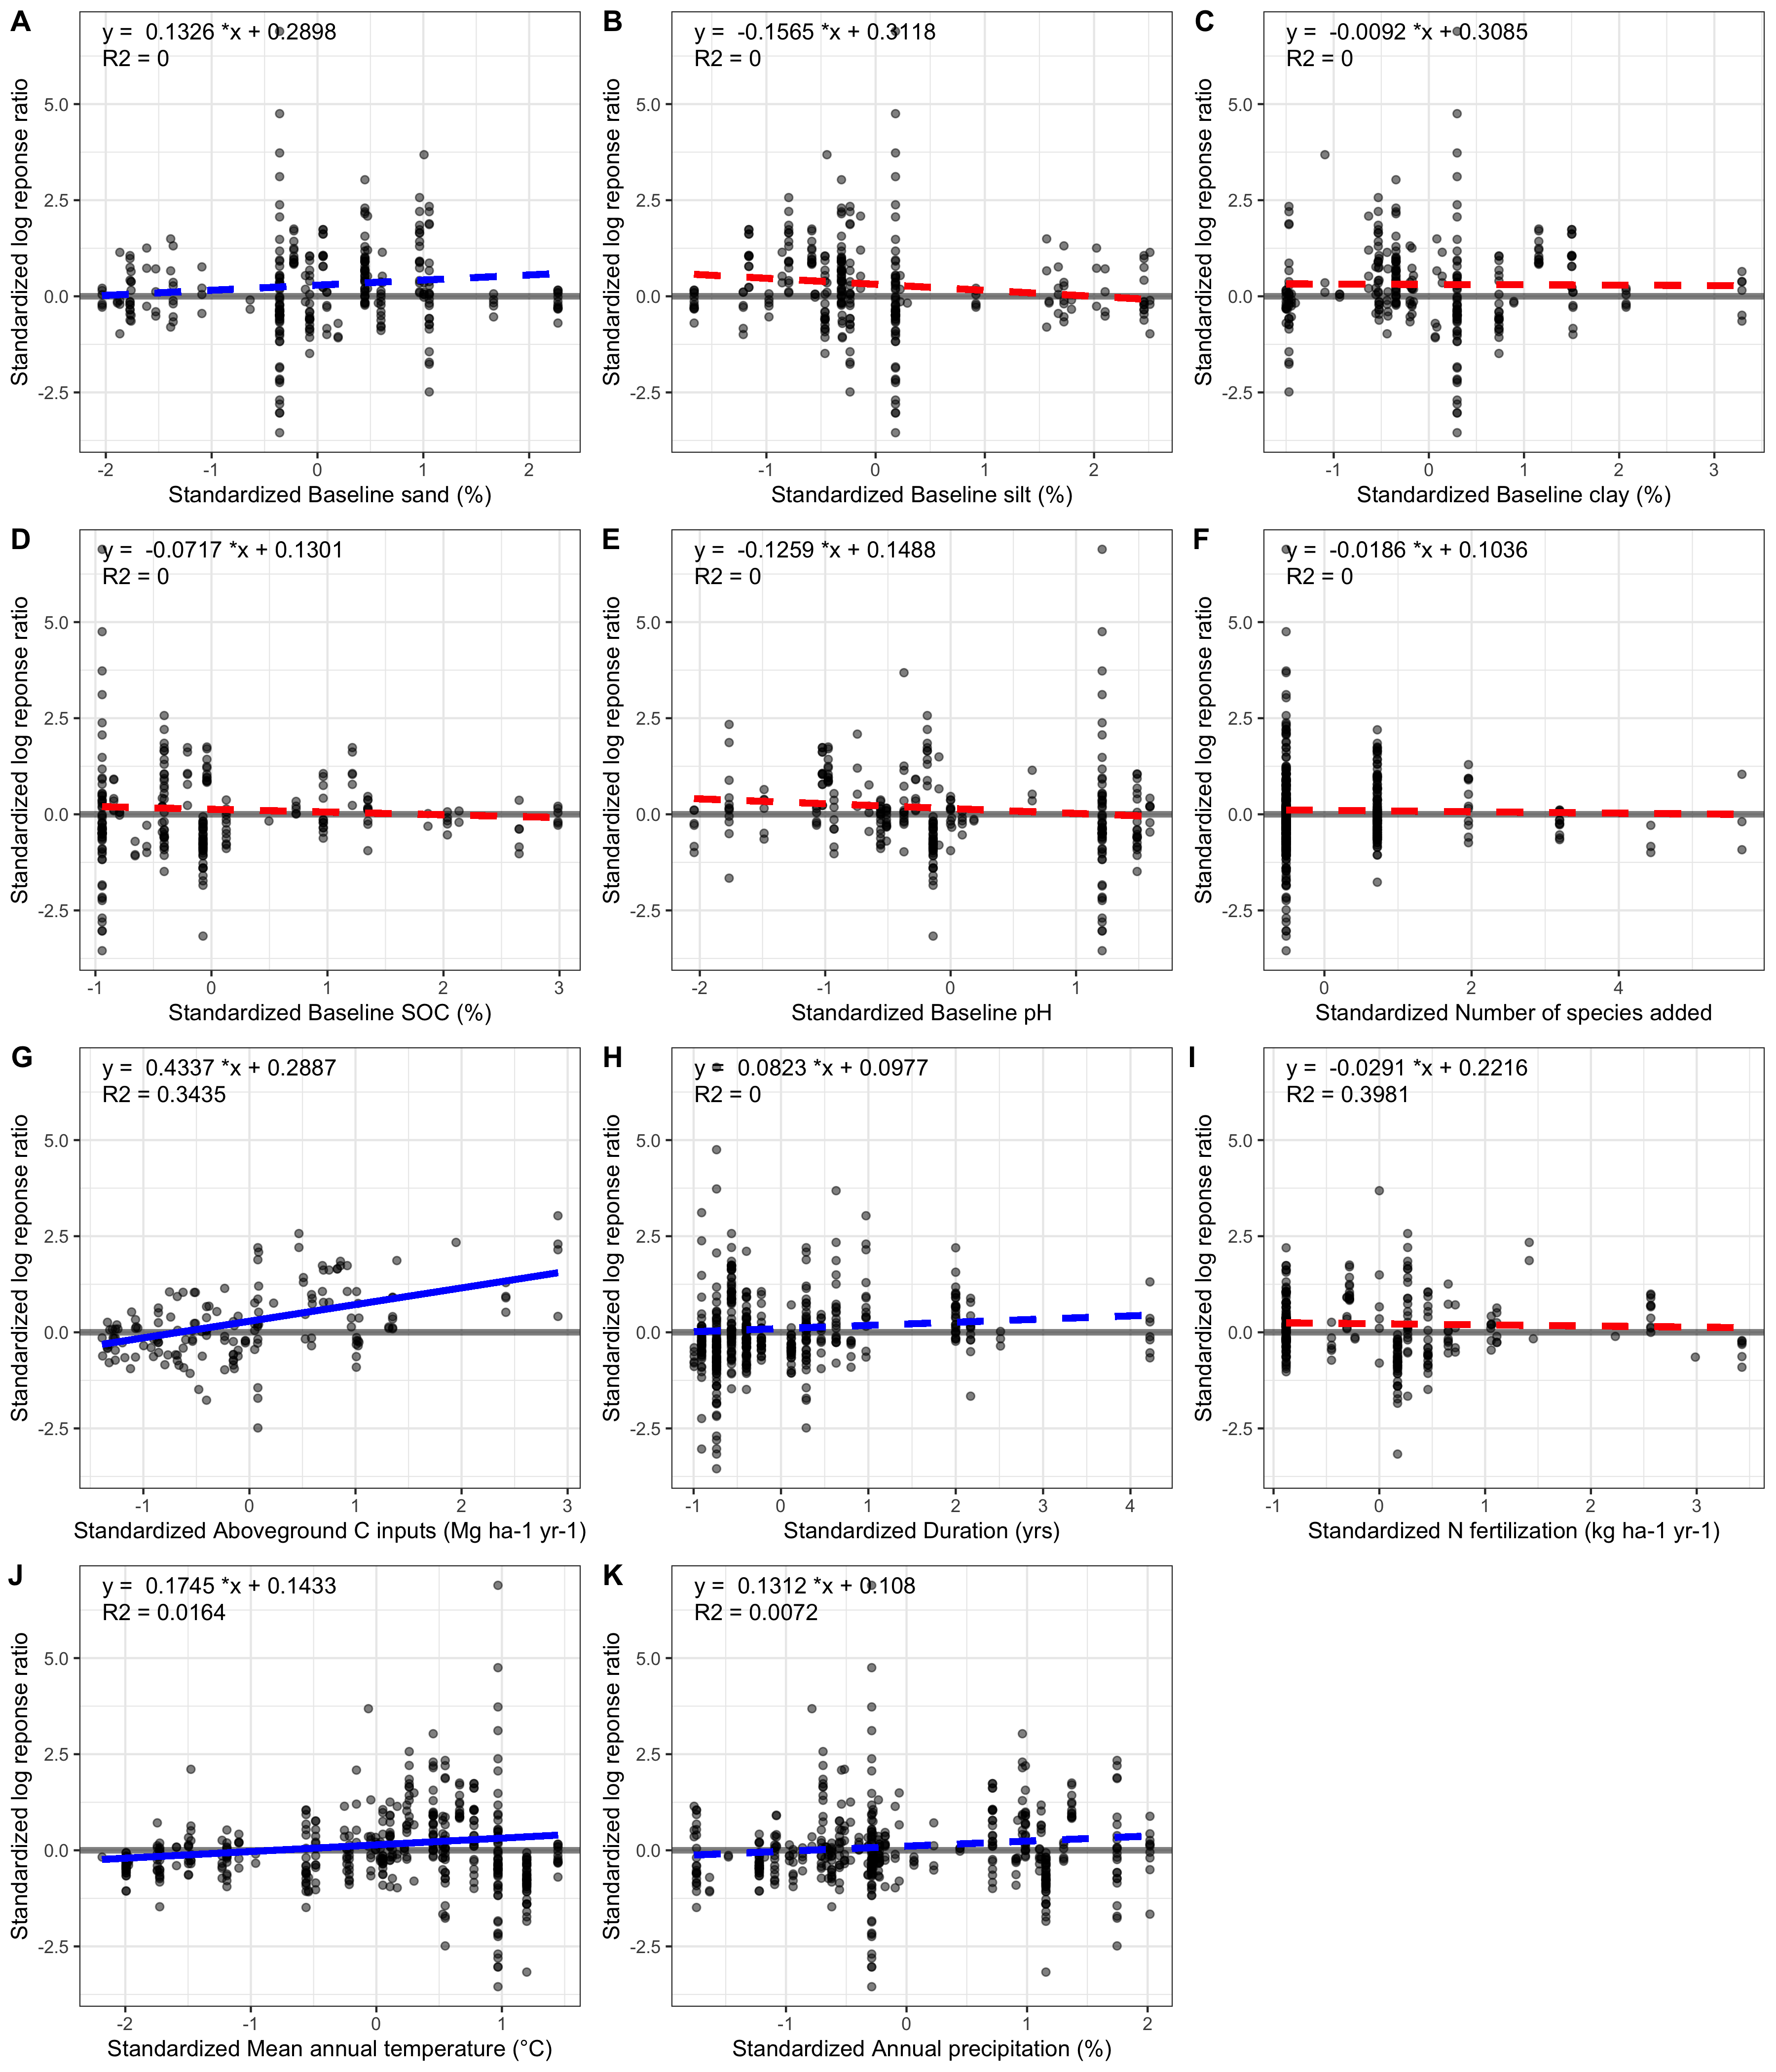 A
y = 0.1326 *x + 0.2898
R2 = 0
Standardized log reponse ratio
5.0
2.5
0.0
-2.5
-2 -1 0 1 2
Standardized Baseline sand (%)
B
y = -0.1565 *x + 0.3118
R2 = 0
Standardized log reponse ratio
5.0
2.5
0.0
-2.5
-1 0 1 2
Standardized Baseline silt (%)
C
y = -0.0092 *x + 0.3085
R2 = 0
Standardized log reponse ratio
5.0
2.5
0.0
-2.5
-1 0 1 2 3
Standardized Baseline clay (%)
D
y = -0.0717 *x + 0.1301
R2 = 0
Standardized log reponse ratio
5.0
2.5
0.0
-2.5
-1 0 1 2 3
Standardized Baseline SOC (%)
E
y = -0.1259 *x + 0.1488
R2 = 0
Standardized log reponse ratio
5.0
2.5
0.0
-2.5
-2 -1 0 1
Standardized Baseline pH
F
y = -0.0186 *x + 0.1036
R2 = 0
Standardized log reponse ratio
5.0
2.5
0.0
-2.5
0 2 4
Standardized Number of species added
G
y = 0.4337 *x + 0.2887
R2 = 0.3435
Standardized log reponse ratio
5.0
2.5
0.0
-2.5
-1 0 1 2 3
Standardized Aboveground C inputs (Mg ha-1 yr-1)
H
y = 0.0823 *x + 0.0977
R2 = 0
Standardized log reponse ratio
5.0
2.5
0.0
-2.5
-1 0 1 2 3 4
Standardized Duration (yrs)
I
y = -0.0291 *x + 0.2216
R2 = 0.3981
Standardized log reponse ratio
5.0
2.5
0.0
-2.5
-1 0 1 2 3
Standardized N fertilization (kg ha-1 yr-1)
J
y = 0.1745 *x + 0.1433
R2 = 0.0164
Standardized log reponse ratio
5.0
2.5
0.0
-2.5
-2 -1 0 1
Standardized Mean annual temperature (°C)
K
y = 0.1312 *x + 0.108
R2 = 0.0072
Standardized log reponse ratio
5.0
2.5
0.0
-2.5
-1 0 1 2
Standardized Annual precipitation (%)